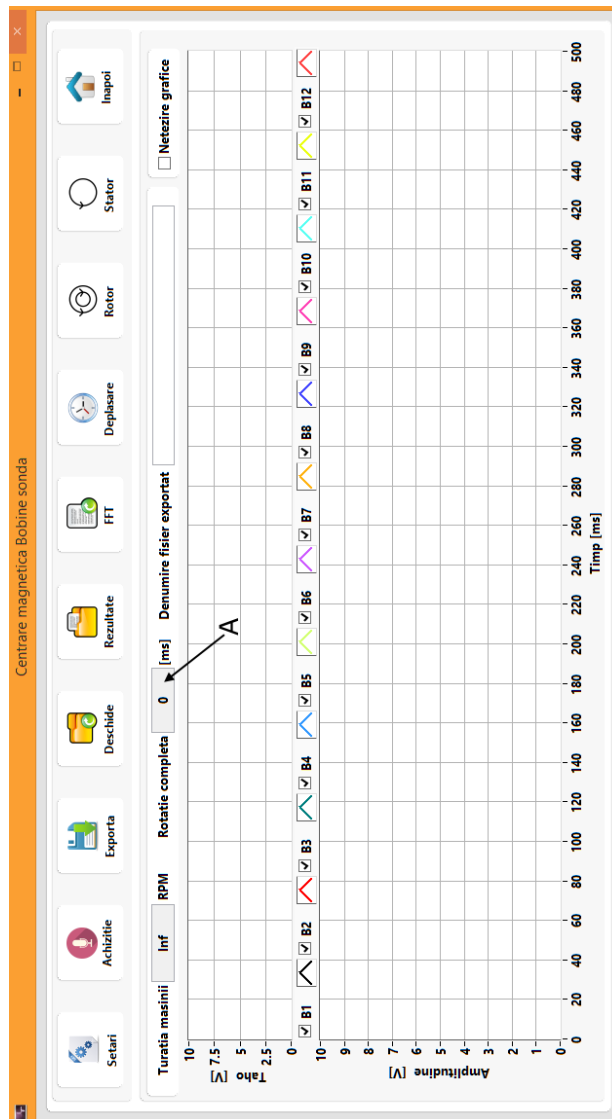 Centrare magnetica Bobine sonda
Setari
Achizitie
Exporta
Deschide
Rezultate
FFT
Deplasare
Rotor
Stator
Inapoi
Turatia masinii Inf RPM Rotatie completa 0 [ms] Denumire fisier exportat Netezire grafice
A
Taho [V]
10
7.5
5
2.5
0
B1 B2 B3 B4 B5 B6 B7 B8 B9 B10 B11 B12
Amplitudine [V]
10
9
8
7
6
5
4
3
2
1
0
0 20 40 60 80 100 120 140 160 180 200 220 240 260 280 300 320 340 360 380 400 420 440 460 480 500
Timp [ms]